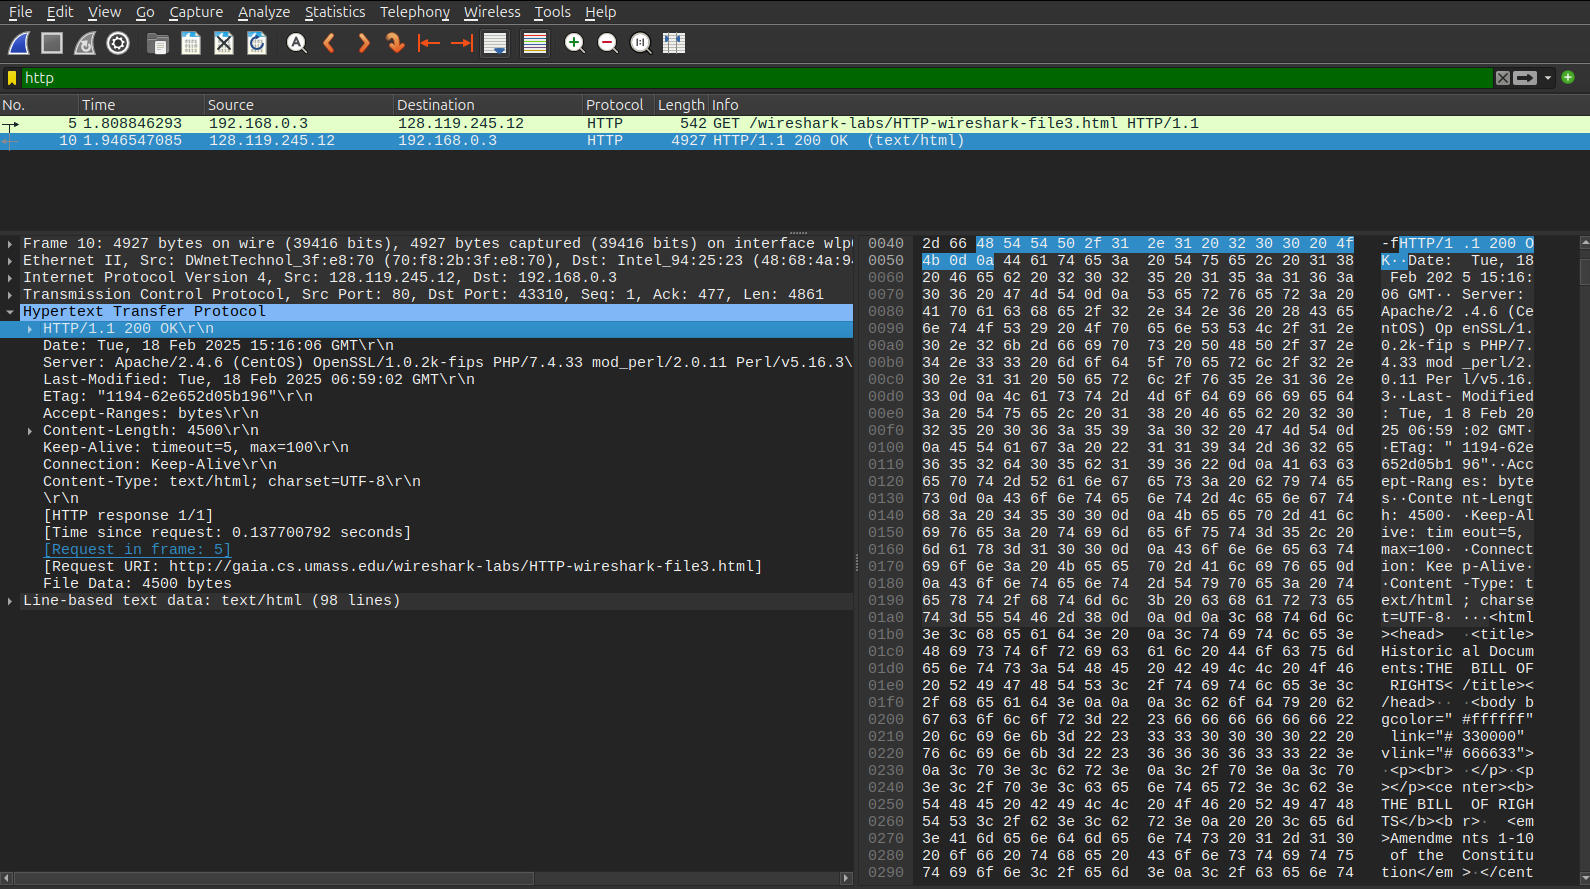 File Edit View Go Capture Analyze Statistics Telephony Wireless Tools Help
http
No. Time Source Destination Protocol Length Info
5 1.808846293 192.168.0.3 128.119.245.12 HTTP 542 GET /wireshark-labs/HTTP-wireshark-file3.html HTTP/1.1
10 1.946547085 128.119.245.12 192.168.0.3 HTTP 4927 HTTP/1.1 200 OK (text/html)
Frame 10: 4927 bytes on wire (39416 bits), 4927 bytes captured (39416 bits) on interface wlp
Ethernet II, Src: DWnetTechnolo_3f:e8:70 (70:f8:2b:3f:e8:70), Dst: Intel_94:25:23 (48:68:4a:94
Internet Protocol Version 4, Src: 128.119.245.12, Dst: 192.168.0.3
Transmission Control Protocol, Src Port: 80, Dst Port: 43310, Seq: 1, Ack: 477, Len: 4861
Hypertext Transfer Protocol
HTTP/1.1 200 OK\r\n
Date: Tue, 18 Feb 2025 15:16:06 GMT\r\n
Server: Apache/2.4.6 (CentOS) OpenSSL/1.0.2k-fips PHP/7.4.33 mod_perl/2.0.11 Perl/v5.16.3\
Last-Modified: Tue, 18 Feb 2025 06:59:02 GMT\r\n
ETag: "1194-62e652d05b196"\r\n
Accept-Ranges: bytes\r\n
Content-Length: 4500\r\n
Keep-Alive: timeout=5, max=100\r\n
Connection: Keep-Alive\r\n
Content-Type: text/html; charset=UTF-8\r\n
\r\n
[HTTP response 1/1]
[Time since request: 0.137700792 seconds]
[Request in frame: 5]
[Request URI: http://gaia.cs.umass.edu/wireshark-labs/HTTP-wireshark-file3.html]
File Data: 4500 bytes
Line-based text data: text/html (98 lines)
0040 2d 66 48 54 54 50 2f 31 2e 31 20 32 30 30 20 4f -fHTTP/1 .1 200 O
0050 4b 0d 0a 44 61 74 65 3a 20 54 75 65 2c 20 31 38 K··Date: Tue, 18
0060 20 46 65 62 20 32 30 32 35 20 31 35 3a 31 36 3a Feb 202 5 15:16:
0070 30 36 20 47 4d 54 0d 0a 53 65 72 76 65 72 3a 20 06 GMT·· Server:
0080 41 70 61 63 68 65 2f 32 2e 34 2e 36 20 28 43 65 Apache/2 .4.6 (Ce
0090 6e 74 4f 53 29 20 4f 70 65 6e 53 53 4c 2f 31 2e ntOS) Op enSSL/1.
00a0 30 2e 32 6b 2d 66 69 70 73 20 50 48 50 2f 37 2e 0.2k-fip s PHP/7.
00b0 34 2e 33 33 20 6d 6f 64 5f 70 65 72 6c 2f 32 2e 4.33 mod _perl/2.
00c0 30 2e 31 31 20 50 65 72 6c 2f 76 35 2e 31 36 2e 0.11 Per l/v5.16.
00d0 33 0d 0a 4c 61 73 74 2d 4d 6f 64 69 66 69 65 64 3··Last- Modified
00e0 3a 20 54 75 65 2c 20 31 38 20 46 65 62 20 32 30 : Tue, 1 8 Feb 20
00f0 32 35 20 30 36 3a 35 39 3a 30 32 20 47 4d 54 0d 25 06:59 :02 GMT·
0100 0a 45 54 61 67 3a 20 22 31 31 39 34 2d 36 32 65 ·ETag: " 1194-62e
0110 36 35 32 64 30 35 62 31 39 36 22 0d 0a 41 63 63 652d05b1 96"··Acc
0120 65 70 74 2d 52 61 6e 67 65 73 3a 20 62 79 74 65 ept-Rang es: byte
0130 73 0d 0a 43 6f 6e 74 65 6e 74 2d 4c 65 6e 67 74 s··Conte nt-Lengt
0140 68 3a 20 34 35 30 30 0d 0a 4b 65 65 70 2d 41 6c h: 4500· ·Keep-Al
0150 69 76 65 3a 20 74 69 6d 65 6f 75 74 3d 35 2c 20 ive: tim eout=5,
0160 6d 61 78 3d 31 30 30 0d 0a 43 6f 6e 6e 65 63 74 max=100· ·Connect
0170 69 6f 6e 3a 20 4b 65 65 70 2d 41 6c 69 76 65 0d ion: Kee p-Alive·
0180 0a 43 6f 6e 74 65 6e 74 2d 54 79 70 65 3a 20 74 ·Content -Type: t
0190 65 78 74 2f 68 74 6d 6c 3b 20 63 68 61 72 73 65 ext/html ; charse
01a0 74 3d 55 54 46 2d 38 0d 0a 0d 0a 3c 68 74 6d 6c t=UTF-8· ···<html
01b0 3e 3c 68 65 61 64 3e 20 0a 3c 74 69 74 6c 65 3e ><head> ·<title>
01c0 48 69 73 74 6f 72 69 63 61 6c 20 44 6f 63 75 6d Historic al Docum
01d0 65 6e 74 73 3a 54 48 45 20 42 49 4c 4c 20 4f 46 ents:THE BILL OF
01e0 20 52 49 47 48 54 53 3c 2f 74 69 74 6c 65 3e 3c RIGHTS< /title><
01f0 2f 68 65 61 64 3e 0a 0a 0a 3c 62 6f 64 79 20 62 /head>·· ·<body b
0200 67 63 6f 6c 6f 72 3d 22 23 66 66 66 66 66 66 22 gcolor=" #ffffff"
0210 20 6c 69 6e 6b 3d 22 23 33 33 30 30 30 30 22 20 link="# 330000"
0220 76 6c 69 6e 6b 3d 22 23 36 36 36 36 33 33 22 3e vlink="# 666633">
0230 0a 3c 70 3e 3c 62 72 3e 0a 3c 2f 70 3e 0a 3c 70 ·<p><br> ·</p>·<p
0240 3e 3c 2f 70 3e 3c 63 65 6e 74 65 72 3e 3c 62 3e ></p><ce nter><b>
0250 54 48 45 20 42 49 4c 4c 20 4f 46 20 52 49 47 48 THE BILL OF RIGH
0260 54 53 3c 2f 62 3e 3c 62 72 3e 0a 20 20 3c 65 6d TS</b><b r>· <em
0270 3e 41 6d 65 6e 64 6d 65 6e 74 73 20 31 2d 31 30 >Amendme nts 1-10
0280 20 6f 66 20 74 68 65 20 43 6f 6e 73 74 69 74 75 of the Constitu
0290 74 69 6f 6e 3c 2f 65 6d 3e 0a 3c 2f 63 65 6e 74 tion</em >·</cent